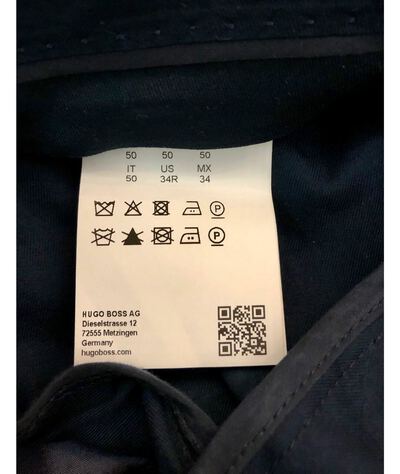 50 50 50
IT US MX
50 34R 34
P
P
HUGO BOSS AG
Dieselstrasse 12
72555 Metzingen
Germany
hugoboss.com